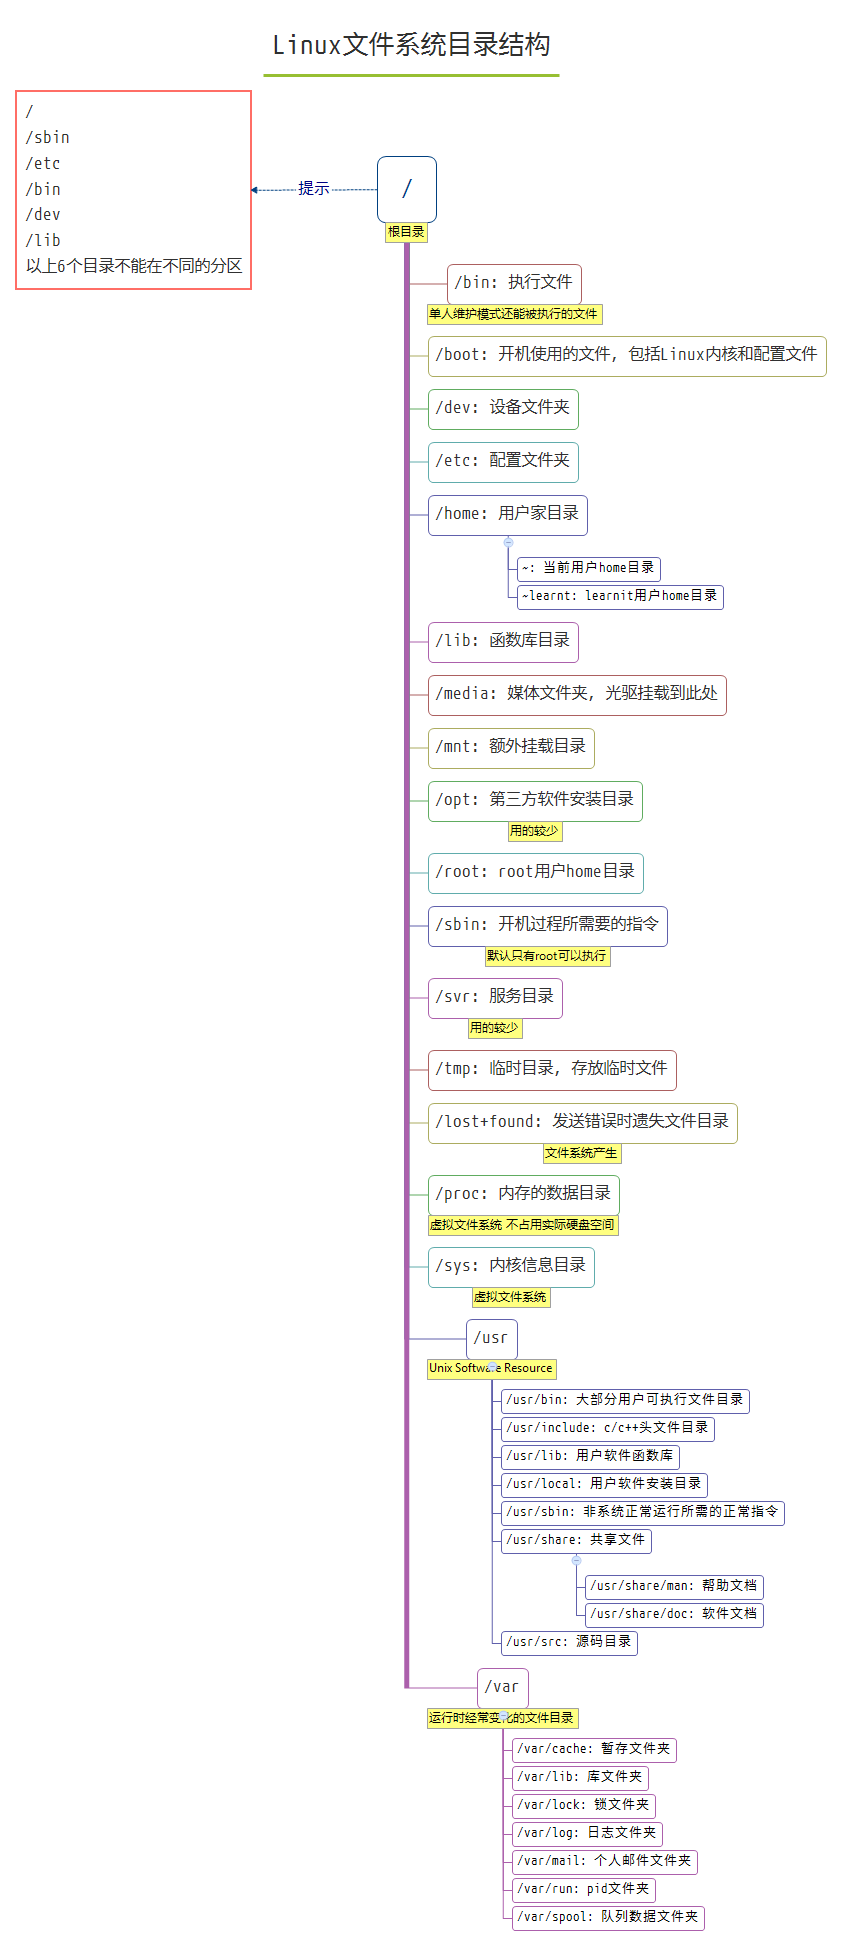 Linux文件系统目录结构
/
/sbin
/etc
/bin
/dev
/lib
以上6个目录不能在不同的分区
提示
/
根目录
/bin: 执行文件
单人维护模式还能被执行的文件
/boot: 开机使用的文件, 包括Linux内核和配置文件
/dev: 设备文件夹
/etc: 配置文件夹
/home: 用户家目录
~: 当前用户home目录
~learnt: learnit用户home目录
/lib: 函数库目录
/media: 媒体文件夹, 光驱挂载到此处
/mnt: 额外挂载目录
/opt: 第三方软件安装目录
用的较少
/root: root用户home目录
/sbin: 开机过程所需要的指令
默认只有root可以执行
/svr: 服务目录
用的较少
/tmp: 临时目录, 存放临时文件
/lost+found: 发送错误时遗失文件目录
文件系统产生
/proc: 内存的数据目录
虚拟文件系统 不占用实际硬盘空间
/sys: 内核信息目录
虚拟文件系统
/usr
Unix Software Resource
/usr/bin: 大部分用户可执行文件目录
/usr/include: c/c++头文件目录
/usr/lib: 用户软件函数库
/usr/local: 用户软件安装目录
/usr/sbin: 非系统正常运行所需的正常指令
/usr/share: 共享文件
/usr/share/man: 帮助文档
/usr/share/doc: 软件文档
/usr/src: 源码目录
/var
运行时经常变化的文件目录
/var/cache: 暂存文件夹
/var/lib: 库文件夹
/var/lock: 锁文件夹
/var/log: 日志文件夹
/var/mail: 个人邮件文件夹
/var/run: pid文件夹
/var/spool: 队列数据文件夹